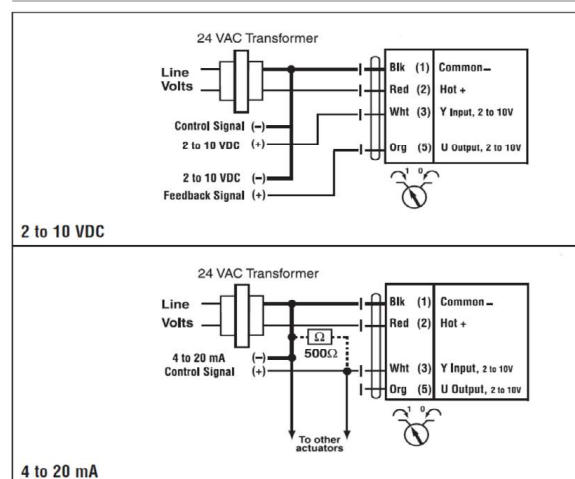 24 VAC Transformer
Line Volts
Blk (1) Common –
Red (2) Hot +
Wht (3) Y Input, 2 to 10V
Org (5) U Output, 2 to 10V
Control Signal (–)
2 to 10 VDC (+)
2 to 10 VDC (–)
Feedback Signal (+)
1 0
2 to 10 VDC
24 VAC Transformer
Line
Volts
Blk (1) Common –
Red (2) Hot +
Ω
500Ω
4 to 20 mA (–)
Control Signal (+)
Wht (3) Y Input, 2 to 10V
Org (5) U Output, 2 to 10V
1 0
To other
actuators
4 to 20 mA